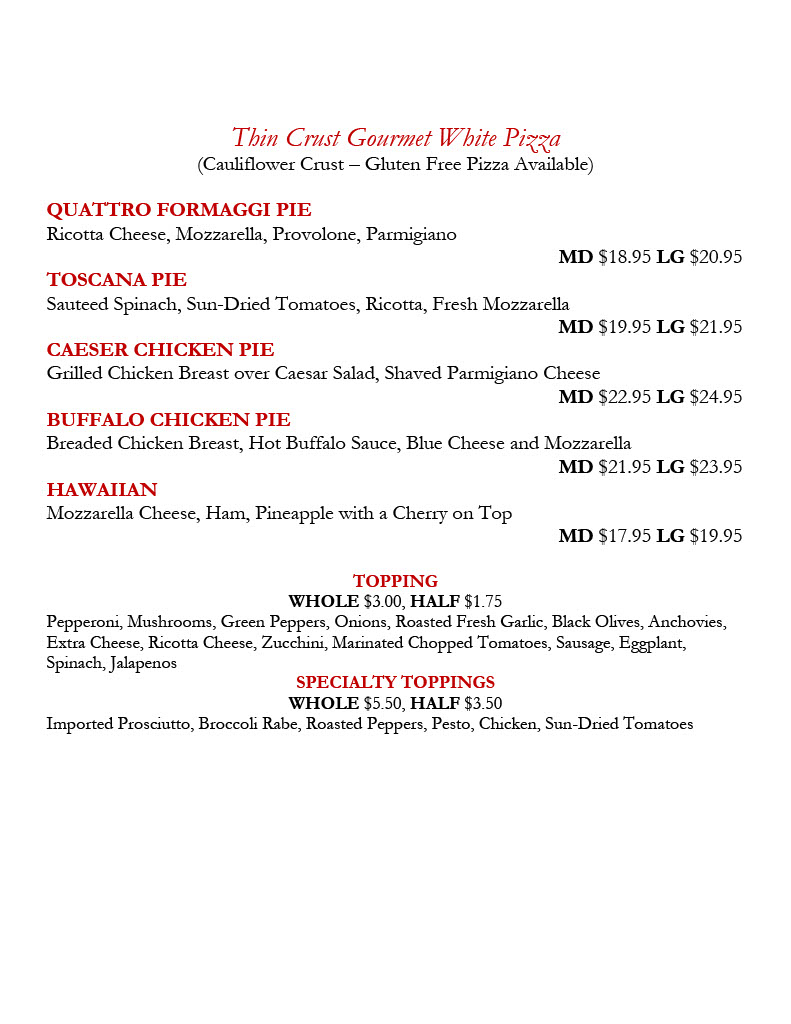 Thin Crust Gourmet White Pizza
(Cauliflower Crust – Gluten Free Pizza Available)
QUATTRO FORMAGGI PIE
Ricotta Cheese, Mozzarella, Provolone, Parmigiano
MD $18.95 LG $20.95
TOSCANA PIE
Sauteed Spinach, Sun-Dried Tomatoes, Ricotta, Fresh Mozzarella
MD $19.95 LG $21.95
CAESER CHICKEN PIE
Grilled Chicken Breast over Caesar Salad, Shaved Parmigiano Cheese
MD $22.95 LG $24.95
BUFFALO CHICKEN PIE
Breaded Chicken Breast, Hot Buffalo Sauce, Blue Cheese and Mozzarella
MD $21.95 LG $23.95
HAWAIIAN
Mozzarella Cheese, Ham, Pineapple with a Cherry on Top
MD $17.95 LG $19.95
TOPPING
WHOLE $3.00, HALF $1.75
Pepperoni, Mushrooms, Green Peppers, Onions, Roasted Fresh Garlic, Black Olives, Anchovies,
Extra Cheese, Ricotta Cheese, Zucchini, Marinated Chopped Tomatoes, Sausage, Eggplant,
Spinach, Jalapenos
SPECIALTY TOPPINGS
WHOLE $5.50, HALF $3.50
Imported Prosciutto, Broccoli Rabe, Roasted Peppers, Pesto, Chicken, Sun-Dried Tomatoes